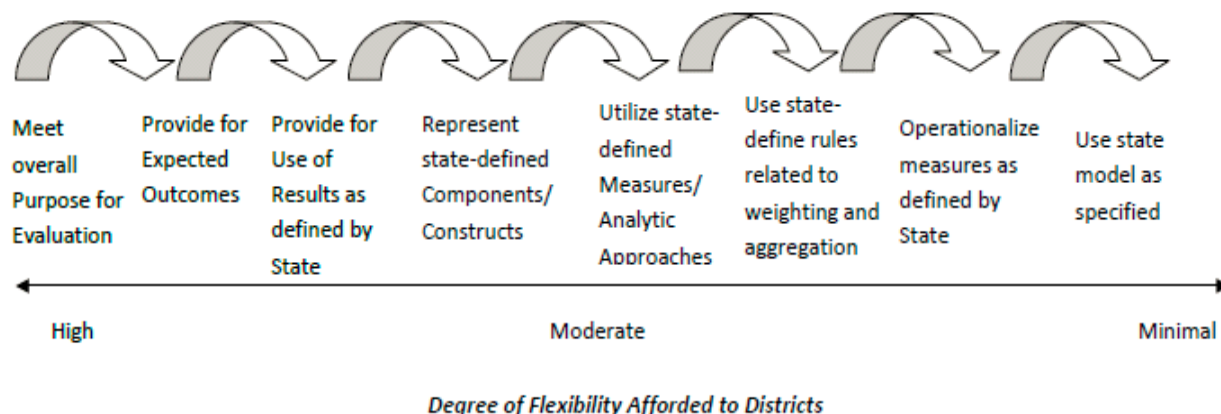 Meet
overall
Purpose for
Evaluation
Provide for
Expected
Outcomes
Provide for
Use of
Results as
defined by
State
Represent
state-defined
Components/
Constructs
Utilize state-
defined
Measures/
Analytic
Approaches
Use state-
define rules
related to
weighting and
aggregation
Operationalize
measures as
defined by
State
Use state
model as
specified
High
Moderate
Minimal
Degree of Flexibility Afforded to Districts